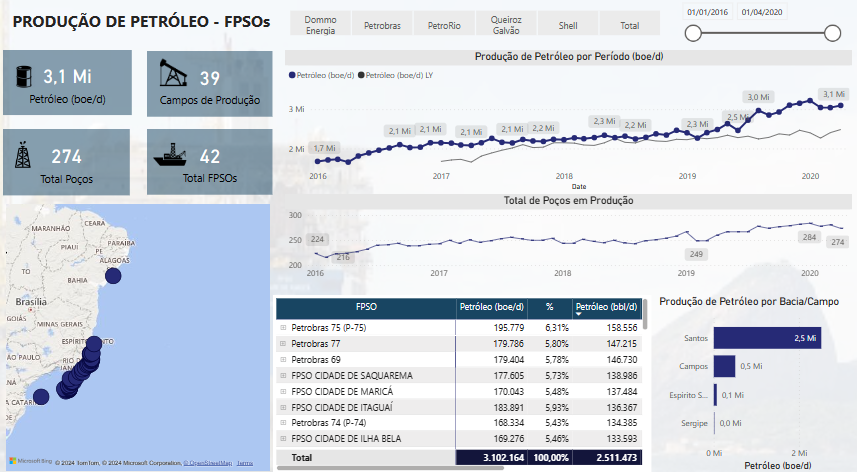 PRODUÇÃO DE PETRÓLEO - FPSOs
Dommo Energia
Petrobras
PetroRio
Queiroz Galvão
Shell
Total
01/01/2016
01/04/2020
3,1 Mi
Petróleo (boe/d)
39
Campos de Produção
274
Total Poços
42
Total FPSOs
Produção de Petróleo por Período (boe/d)
Petróleo (boe/d) Petróleo (boe/d) LY
3 Mi
2 Mi
1,7 Mi
2,1 Mi
2,1 Mi
2,1 Mi
2,1 Mi
2,2 Mi
2,3 Mi
2,2 Mi
2,3 Mi
2,5 Mi
3,0 Mi
3,1 Mi
2016 2017 2018 2019 2020
Date
Total de Poços em Produção
300
250
200
224
216
249
284
274
2016 2017 2018 2019 2020
MARANHÃO
CEARA
PARAÍBA
PIAUÍ
PE
ALAGOAS
TO
BAHIA
Brasília
GOIÁS
MINAS GERAIS
ESPÍRITO SANTO
SÃO PAULO
RIO DE
JANEIRO
NÁ
SANTA CATARINA
Microsoft Bing
© 2024 TomTom, © 2024 Microsoft Corporation, © OpenStreetMap Terms
FPSO Petróleo (boe/d) % Petróleo (bbl/d)
Petrobras 75 (P-75) 195.779 6,31% 158.556
Petrobras 77 179.786 5,80% 147.215
Petrobras 69 179.404 5,78% 146.730
FPSO CIDADE DE SAQUAREMA 177.605 5,73% 138.986
FPSO CIDADE DE MARICÁ 170.043 5,48% 137.484
FPSO CIDADE DE ITAGUAÍ 183.891 5,93% 136.367
Petrobras 74 (P-74) 168.334 5,43% 134.385
FPSO CIDADE DE ILHA BELA 169.276 5,46% 133.593
Total 3.102.164 100,00% 2.511.473
Produção de Petróleo por Bacia/Campo
Santos 2,5 Mi
Campos 0,5 Mi
Espirito S... 0,1 Mi
Sergipe 0,0 Mi
0 Mi 2 Mi
Petróleo (boe/d)